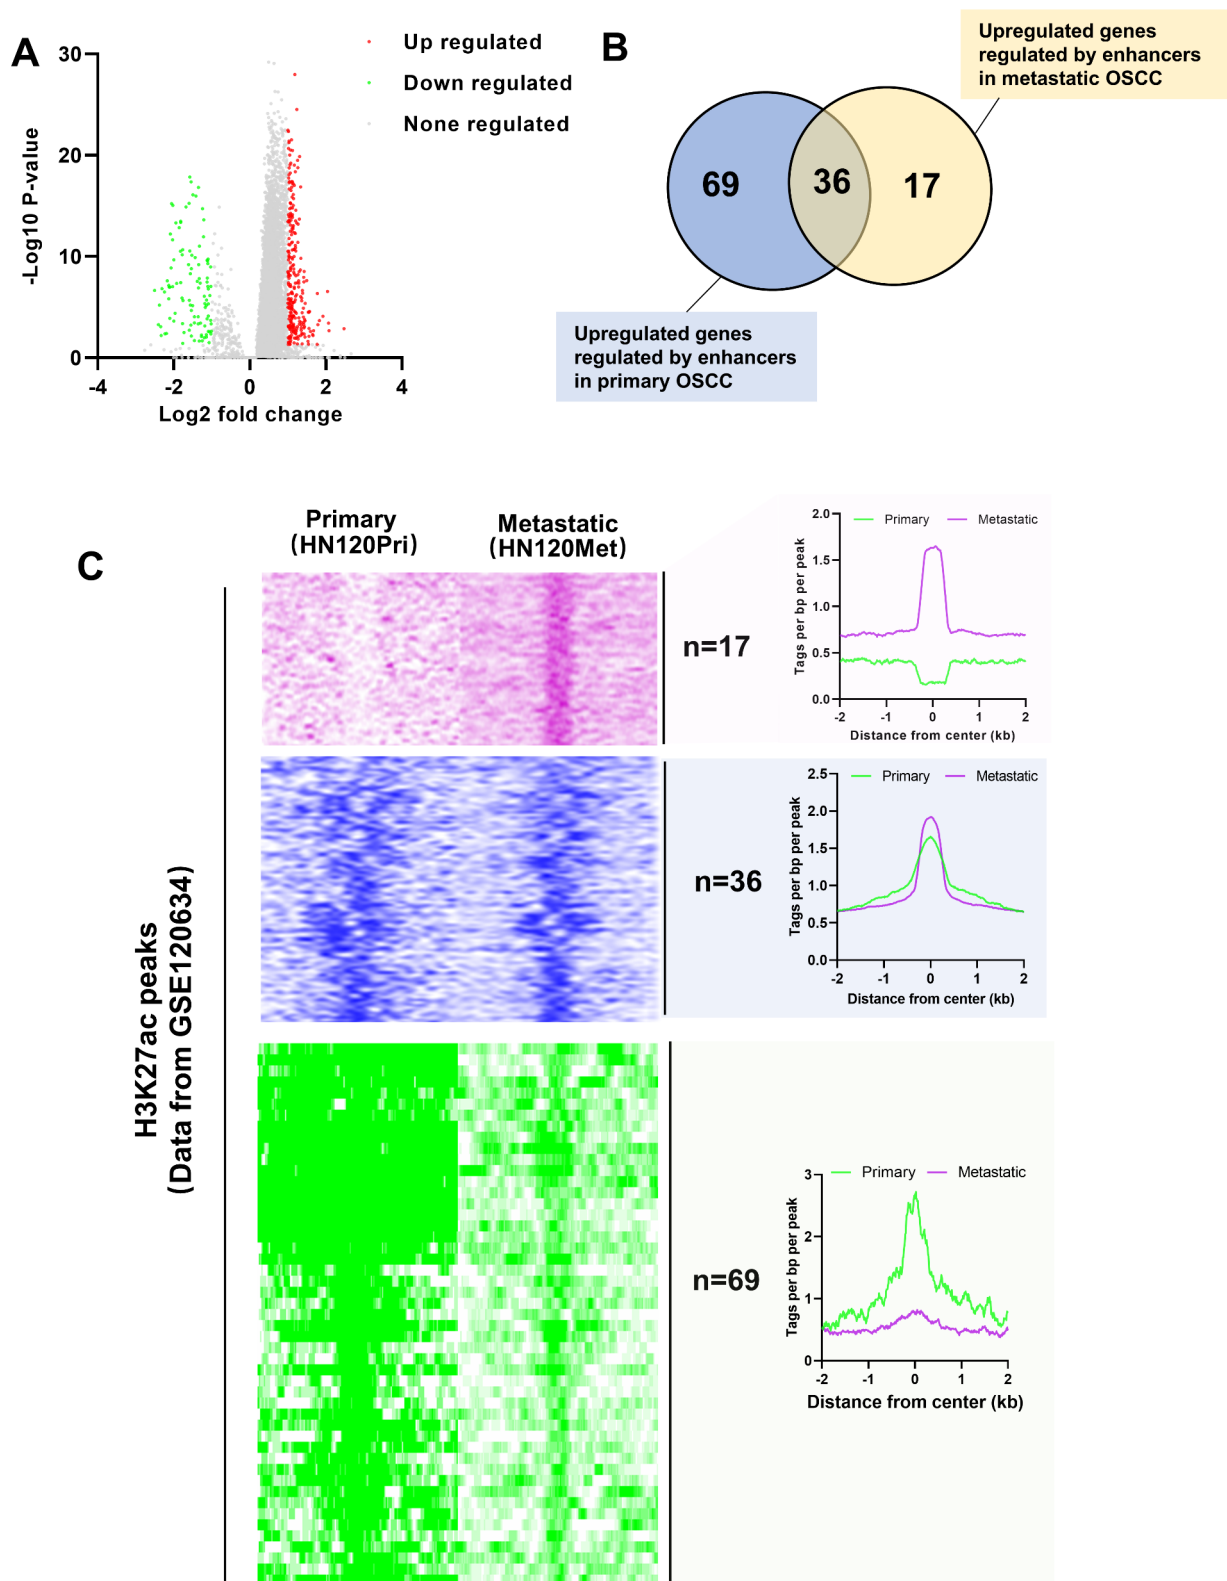 A
30
20
10
0
-4
-2
0
2
4
-Log10 P-value
Log2 fold change
Up regulated
Down regulated
None regulated
B
Upregulated genes
regulated by enhancers
in metastatic OSCC
69
36
17
Upregulated genes
regulated by enhancers
in primary OSCC
C
Primary
(HN120Pri)
Metastatic
(HN120Met)
H3K27ac peaks
(Data from GSE120634)
n=17
2.0
1.5
1.0
0.5
0.0
Primary
Metastatic
Tags per bp per peak
-2
-1
0
1
2
Distance from center (kb)
n=36
2.5
2.0
1.5
1.0
0.5
0.0
Primary
Metastatic
Tags per bp per peak
-2
-1
0
1
2
Distance from center (kb)
n=69
3
2
1
0
Primary
Metastatic
Tags per bp per peak
-2
-1
0
1
2
Distance from center (kb)